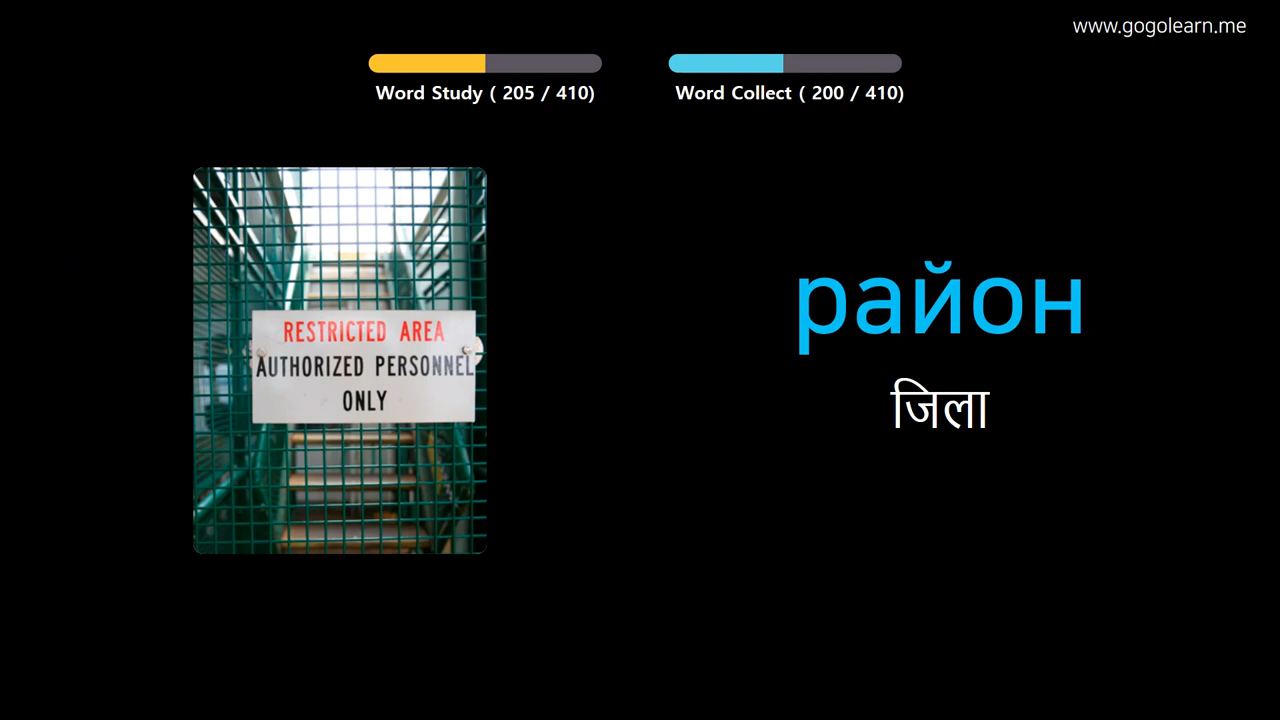 www.gogolearn.me
Word Study ( 205 / 410)
Word Collect ( 200 / 410)
RESTRICTED AREA
AUTHORIZED PERSONNEL
ONLY
район
जिला